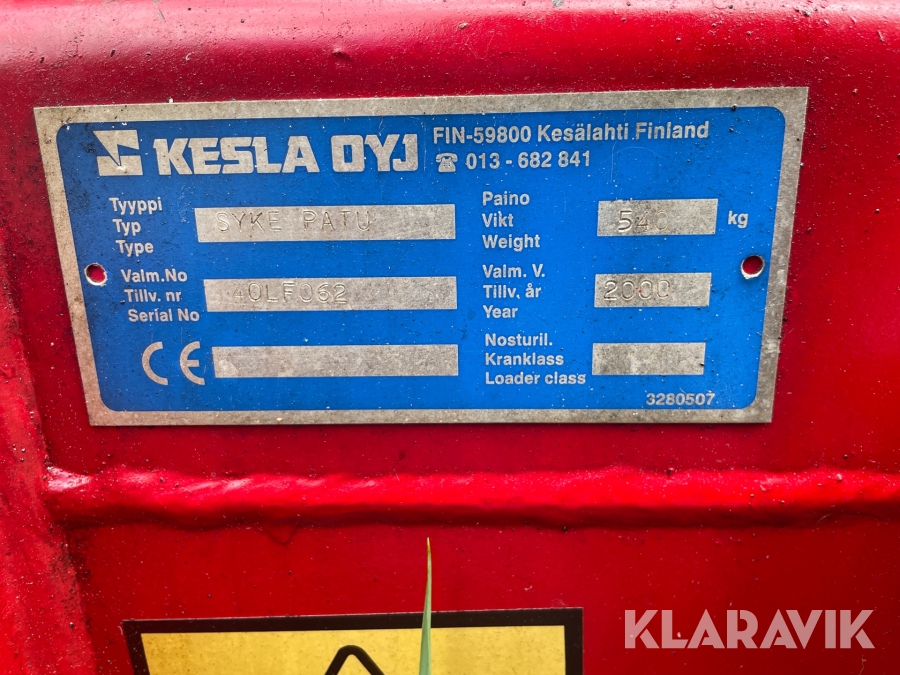 KESLA OYJ
FIN-59800 Kesälahti Finland
☎ 013 - 682 841
Tyyppi
Typ
Type
SYKE PATU
Valm.No
Tillv. nr
Serial No
40LF062
CE
Paino
Vikt
Weight
540 kg
Valm. V.
Tillv. år
Year
2000
Nosturil.
Kranklass
Loader class
3280507
KLARAVIK